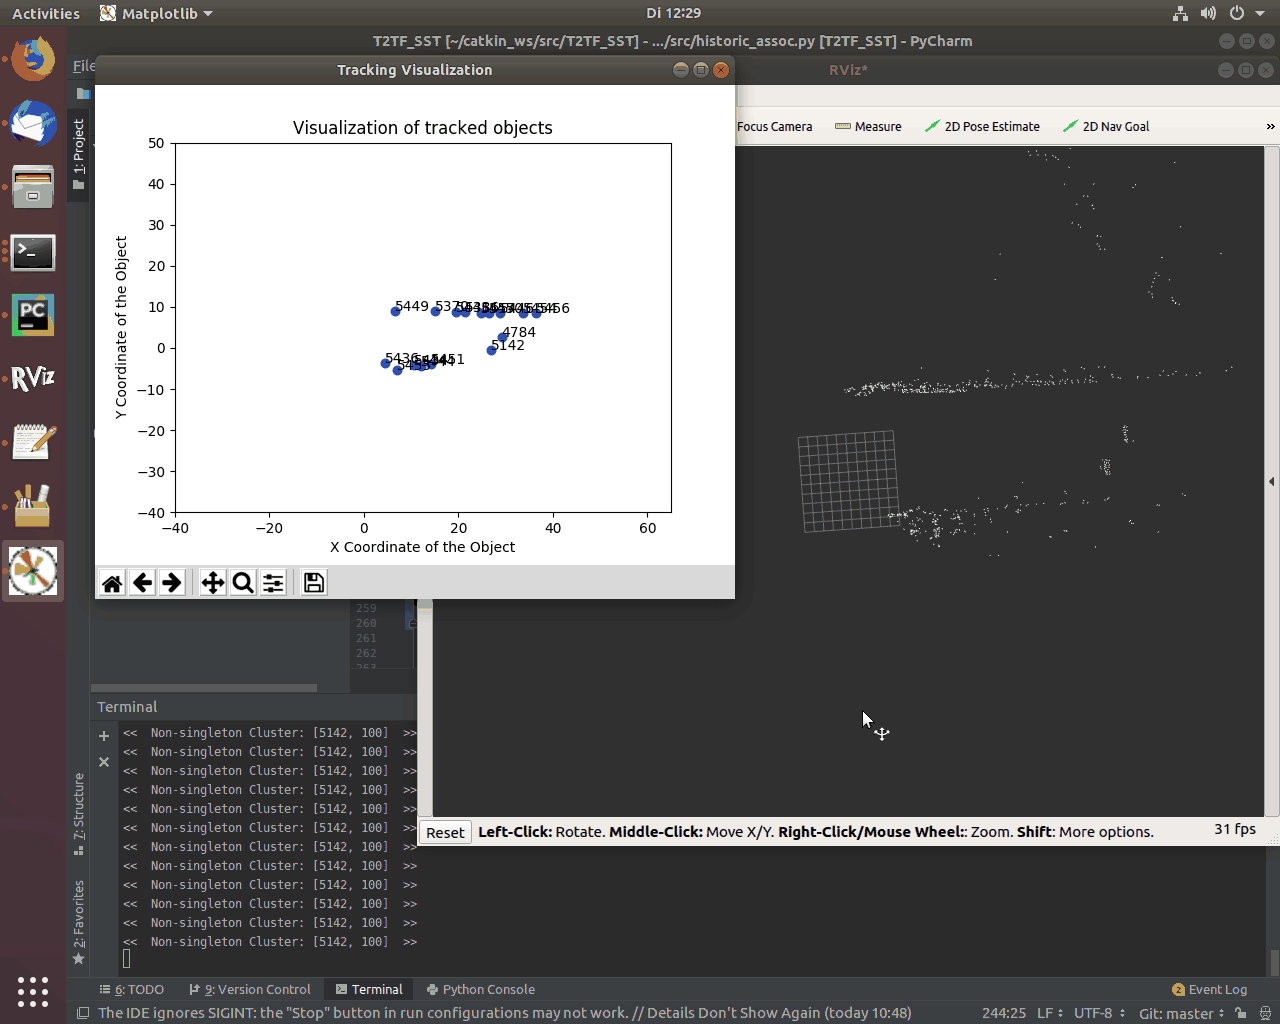 Activities Matplotlib Di 12:29
T2TF_SST [~/catkin_ws/src/T2TF_SST] - .../src/historic_assoc.py [T2TF_SST] - PyCharm
File
Tracking Visualization
RViz*
Focus Camera Measure 2D Pose Estimate 2D Nav Goal »
1: Project
Visualization of tracked objects
50
40
30
20
10
0
−10
−20
−30
−40
Y Coordinate of the Object
5449
4784
5142
5436
−40 −20 0 20 40 60
X Coordinate of the Object
PC
RViz
259
260
261
262
263
Terminal
<< Non-singleton Cluster: [5142, 100] >>
<< Non-singleton Cluster: [5142, 100] >>
<< Non-singleton Cluster: [5142, 100] >>
<< Non-singleton Cluster: [5142, 100] >>
<< Non-singleton Cluster: [5142, 100] >>
<< Non-singleton Cluster: [5142, 100] >>
<< Non-singleton Cluster: [5142, 100] >>
<< Non-singleton Cluster: [5142, 100] >>
<< Non-singleton Cluster: [5142, 100] >>
<< Non-singleton Cluster: [5142, 100] >>
<< Non-singleton Cluster: [5142, 100] >>
<< Non-singleton Cluster: [5142, 100] >>
7: Structure
2: Favorites
Reset Left-Click: Rotate. Middle-Click: Move X/Y. Right-Click/Mouse Wheel:: Zoom. Shift: More options. 31 fps
6: TODO 9: Version Control Terminal Python Console 2 Event Log
The IDE ignores SIGINT: the "Stop" button in run configurations may not work. // Details Don't Show Again (today 10:48) 244:25 LF UTF-8 Git: master